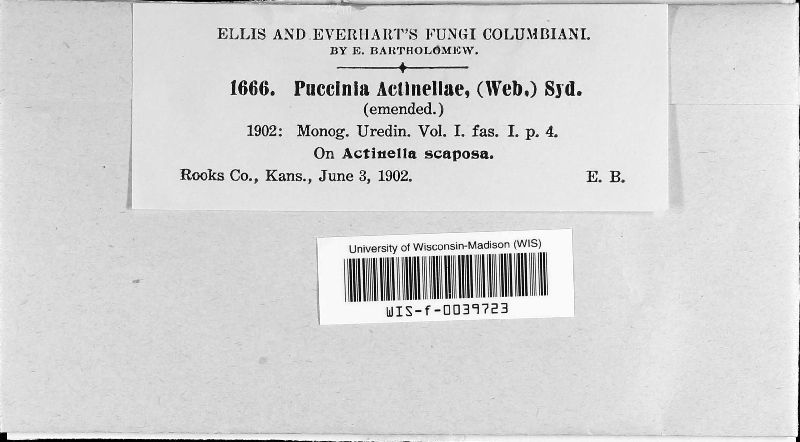 ELLIS AND EVERHART'S FUNGI COLUMBIANI.
BY E. BARTHOLOMEW.
1666. Puccinia Actinellae, (Web.) Syd.
(emended.)
1902: Monog. Uredin. Vol. I. fas. I. p. 4.
On Actinella scaposa.
Rooks Co., Kans., June 3, 1902. E. B.
University of Wisconsin-Madison (WIS)
WIS-f-0039723